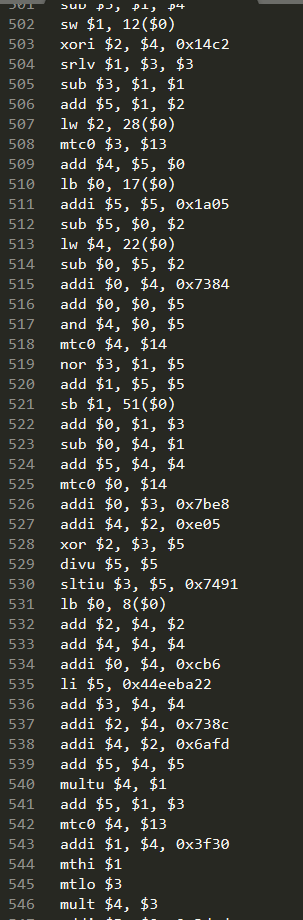 501 sub $5, $1, $4
502 sw $1, 12($0)
503 xori $2, $4, 0x14c2
504 srlv $1, $3, $3
505 sub $3, $1, $1
506 add $5, $1, $2
507 lw $2, 28($0)
508 mtc0 $3, $13
509 add $4, $5, $0
510 lb $0, 17($0)
511 addi $5, $5, 0x1a05
512 sub $5, $0, $2
513 lw $4, 22($0)
514 sub $0, $5, $2
515 addi $0, $4, 0x7384
516 add $0, $0, $5
517 and $4, $0, $5
518 mtc0 $4, $14
519 nor $3, $1, $5
520 add $1, $5, $5
521 sb $1, 51($0)
522 add $0, $1, $3
523 sub $0, $4, $1
524 add $5, $4, $4
525 mtc0 $0, $14
526 addi $0, $3, 0x7be8
527 addi $4, $2, 0xe05
528 xor $2, $3, $5
529 divu $5, $5
530 sltiu $3, $5, 0x7491
531 lb $0, 8($0)
532 add $2, $4, $2
533 add $4, $4, $4
534 addi $0, $4, 0xcb6
535 li $5, 0x44eeba22
536 add $3, $4, $4
537 addi $2, $4, 0x738c
538 addi $4, $2, 0x6afd
539 add $5, $4, $5
540 multu $4, $1
541 add $5, $1, $3
542 mtc0 $4, $13
543 addi $1, $4, 0x3f30
544 mthi $1
545 mtlo $3
546 mult $4, $3